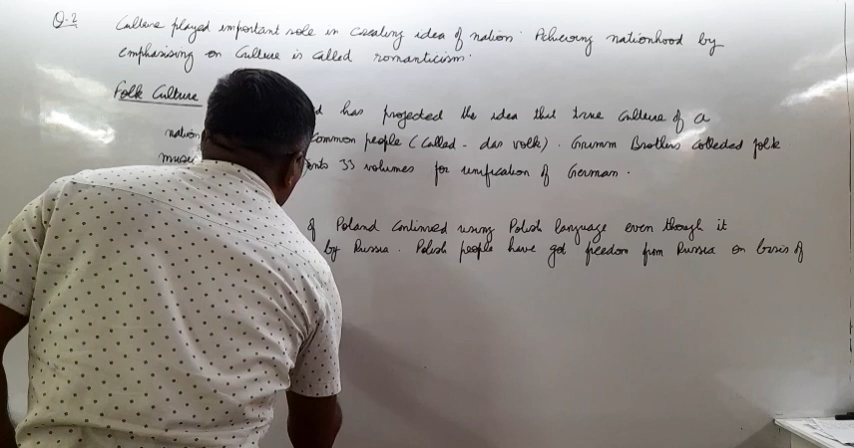 Q.2 Culture played important role in creating idea of nation. Achieving nationhood by
emphasising on Culture is called romanticism.
Folk Culture
has projected the idea that true culture of a
nation Common people (Called - das volk). Grimm Brothers collected folk
33 volumes for unification of German.
of Poland Continued using Polish language even though it
by Russia. Polish people have got freedom from Russia on basis of